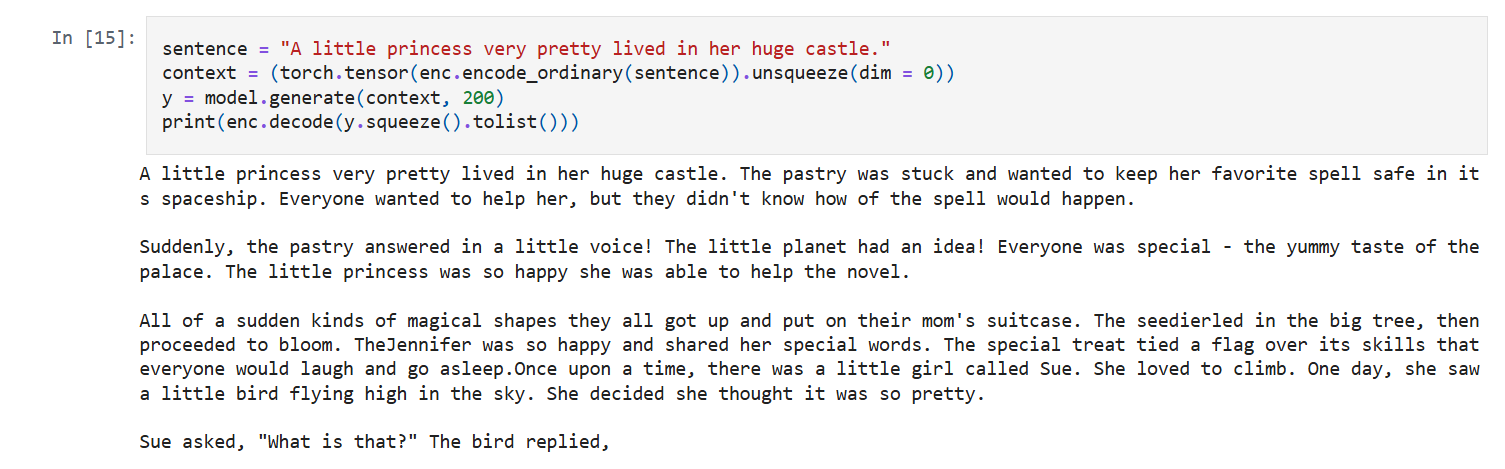 In [15]:
sentence = "A little princess very pretty lived in her huge castle."
context = (torch.tensor(enc.encode_ordinary(sentence)).unsqueeze(dim = 0))
y = model.generate(context, 200)
print(enc.decode(y.squeeze().tolist()))
A little princess very pretty lived in her huge castle. The pastry was stuck and wanted to keep her favorite spell safe in it
s spaceship. Everyone wanted to help her, but they didn't know how of the spell would happen.
Suddenly, the pastry answered in a little voice! The little planet had an idea! Everyone was special - the yummy taste of the
palace. The little princess was so happy she was able to help the novel.
All of a sudden kinds of magical shapes they all got up and put on their mom's suitcase. The seedierled in the big tree, then
proceeded to bloom. TheJennifer was so happy and shared her special words. The special treat tied a flag over its skills that
everyone would laugh and go asleep.Once upon a time, there was a little girl called Sue. She loved to climb. One day, she saw
a little bird flying high in the sky. She decided she thought it was so pretty.
Sue asked, "What is that?" The bird replied,